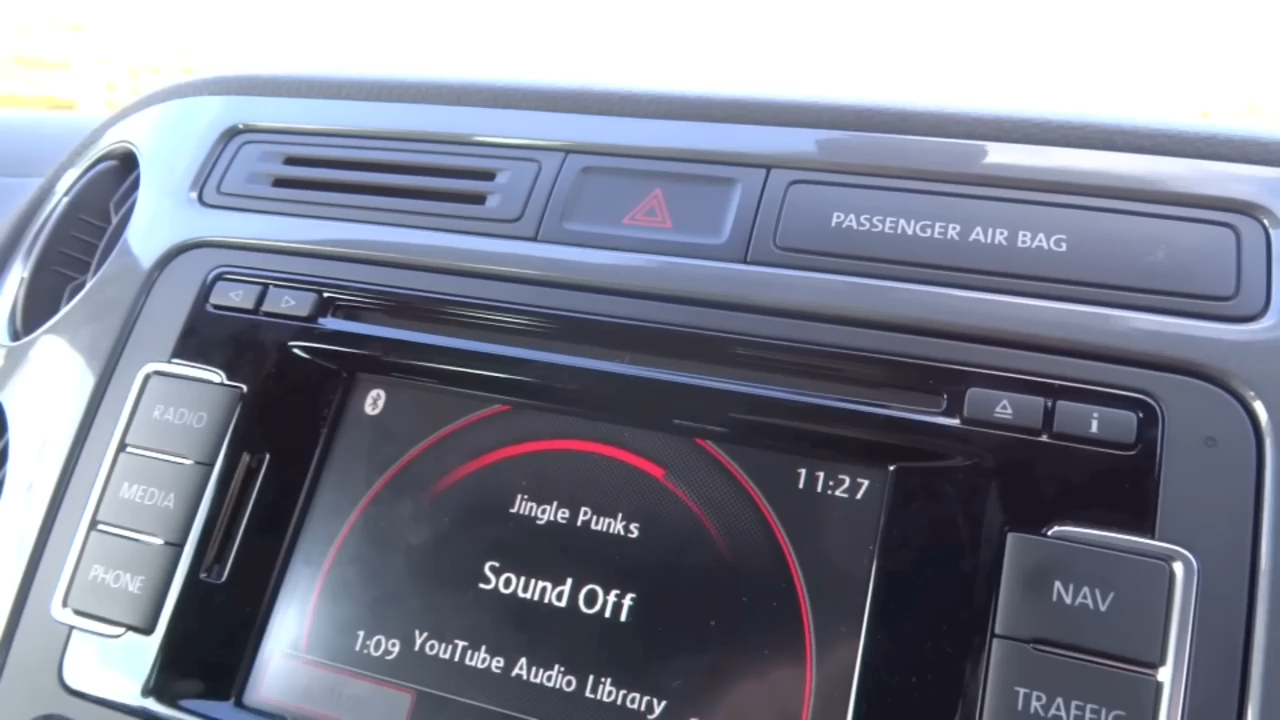 PASSENGER AIR BAG
i
RADIO
MEDIA
PHONE
11:27
Jingle Punks
Sound Off
1:09 YouTube Audio Library
NAV
TRAFFIC